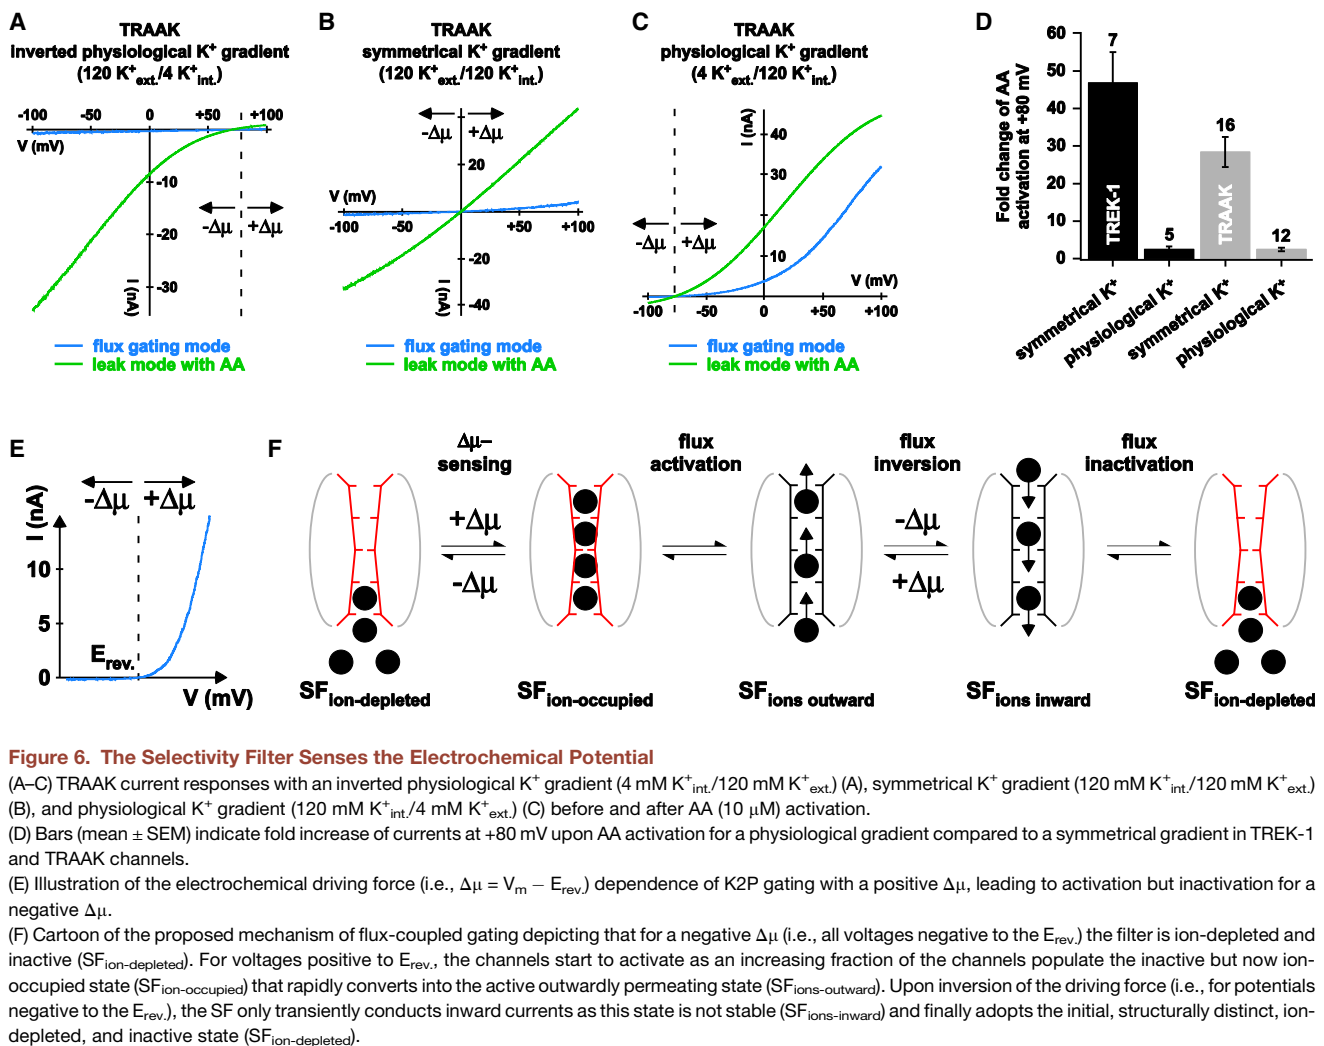 A
TRAAK
inverted physiological K+ gradient
(120 K+ext./4 K+int.)
-100 -50 0 +50 +100
V (mV)
-10
-20
-30
I (nA)
-Δμ +Δμ
flux gating mode
leak mode with AA
B
TRAAK
symmetrical K+ gradient
(120 K+ext./120 K+int.)
-Δμ +Δμ
20
V (mV)
-100 -50 +50 +100
-20
-40
I (nA)
flux gating mode
leak mode with AA
C
TRAAK
physiological K+ gradient
(4 K+ext./120 K+int.)
I (nA)
40
30
10
-Δμ +Δμ
V (mV)
-100 -50 0 +50 +100
flux gating mode
leak mode with AA
D
Fold change of AA
activation at +80 mV
60
50
40
30
20
10
0
7
5
16
12
TREK-1
TRAAK
symmetrical K+
physiological K+
symmetrical K+
physiological K+
E
-Δμ +Δμ
I (nA)
10
5
0
Erev.
V (mV)
F
Δμ–
sensing
flux
activation
flux
inversion
flux
inactivation
+Δμ
-Δμ
-Δμ
+Δμ
SFion-depleted
SFion-occupied
SFions outward
SFions inward
SFion-depleted
Figure 6. The Selectivity Filter Senses the Electrochemical Potential
(A–C) TRAAK current responses with an inverted physiological K+ gradient (4 mM K+int./120 mM K+ext.) (A), symmetrical K+ gradient (120 mM K+int./120 mM K+ext.)
(B), and physiological K+ gradient (120 mM K+int./4 mM K+ext.) (C) before and after AA (10 μM) activation.
(D) Bars (mean ± SEM) indicate fold increase of currents at +80 mV upon AA activation for a physiological gradient compared to a symmetrical gradient in TREK-1
and TRAAK channels.
(E) Illustration of the electrochemical driving force (i.e., Δμ = Vm − Erev.) dependence of K2P gating with a positive Δμ, leading to activation but inactivation for a
negative Δμ.
(F) Cartoon of the proposed mechanism of flux-coupled gating depicting that for a negative Δμ (i.e., all voltages negative to the Erev.) the filter is ion-depleted and
inactive (SFion-depleted). For voltages positive to Erev., the channels start to activate as an increasing fraction of the channels populate the inactive but now ion-
occupied state (SFion-occupied) that rapidly converts into the active outwardly permeating state (SFions-outward). Upon inversion of the driving force (i.e., for potentials
negative to the Erev.), the SF only transiently conducts inward currents as this state is not stable (SFions-inward) and finally adopts the initial, structurally distinct, ion-
depleted, and inactive state (SFion-depleted).